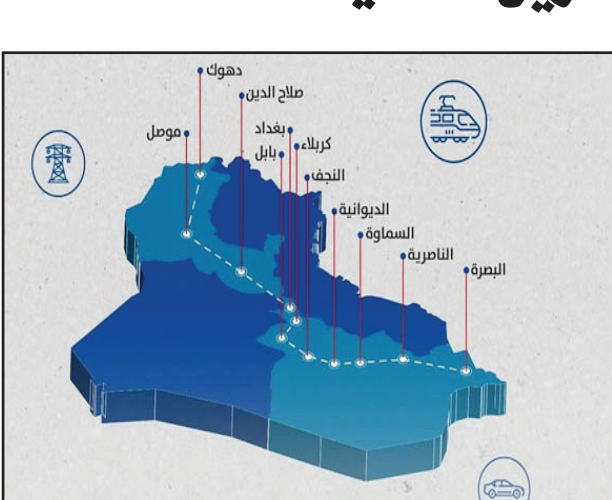 دهوك
صلاح الدين
موصل
بغداد
كربلاء
بابل
النجف
الديوانية
السماوة
الناصرية
البصرة